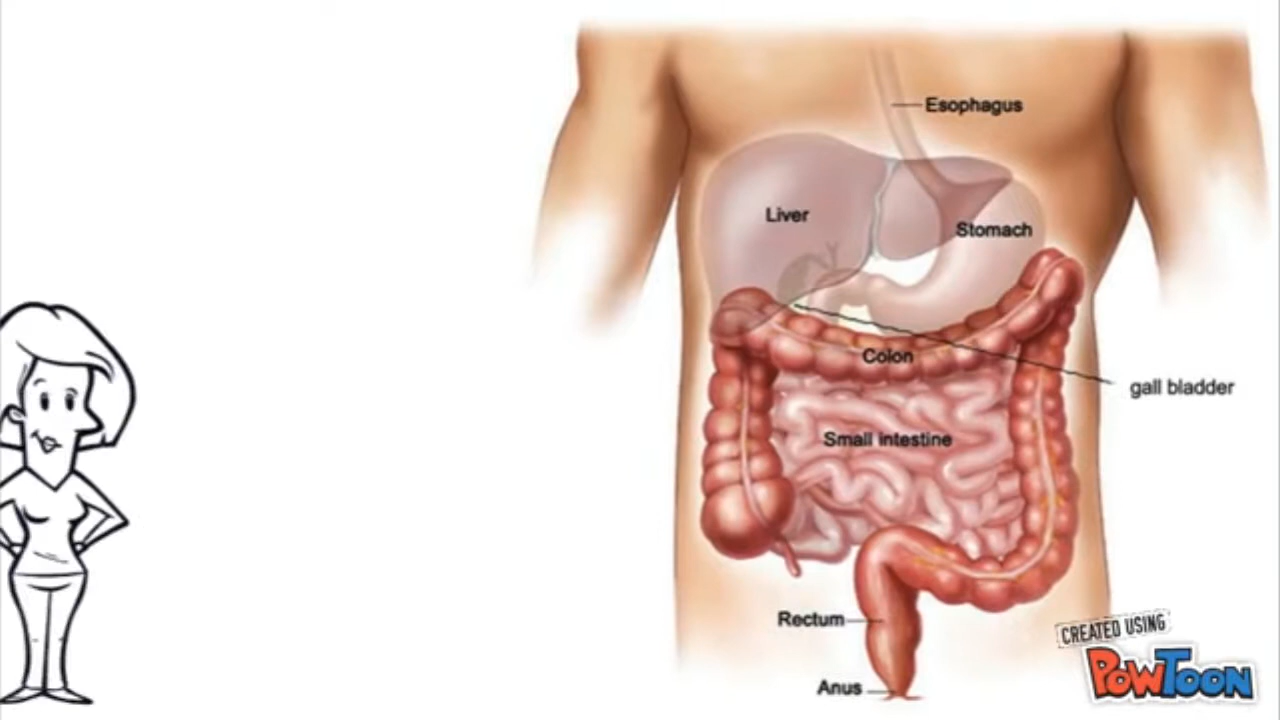 Esophagus
Liver
Stomach
Colon
gall bladder
Small intestine
Rectum
Anus
CREATED USING
POWTOON